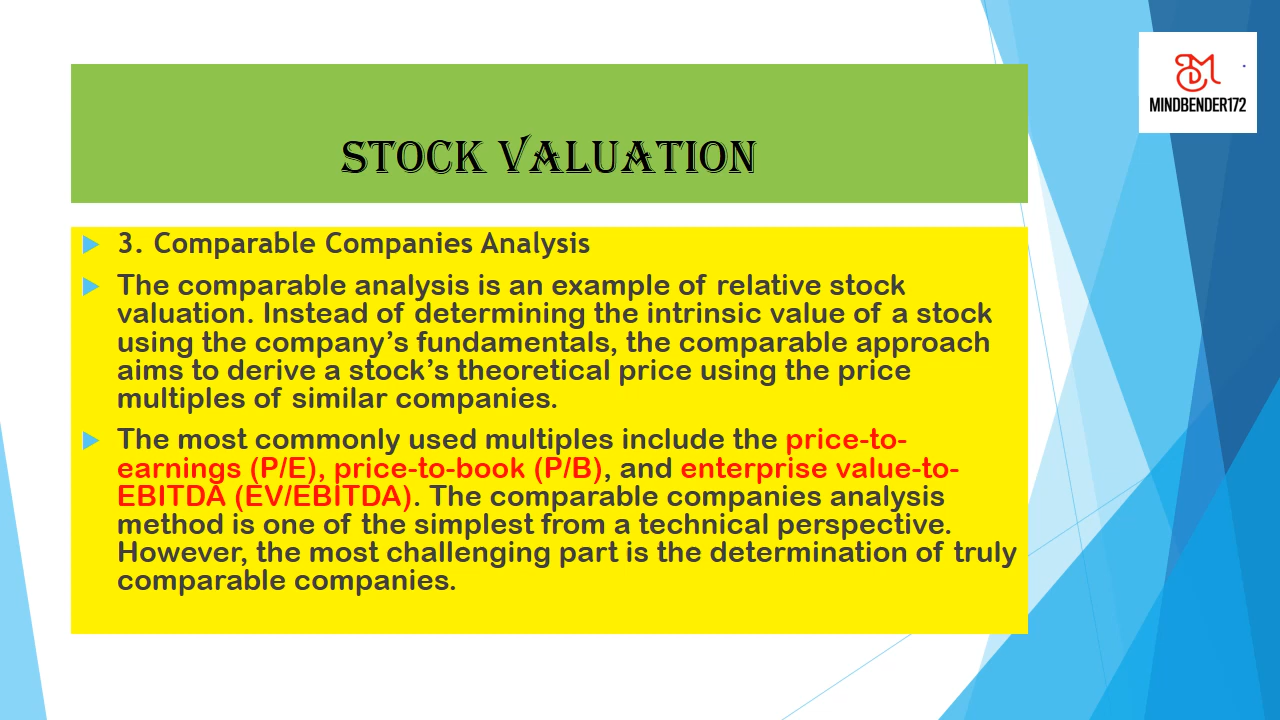 MINDBENDER172
STOCK VALUATION
3. Comparable Companies Analysis
The comparable analysis is an example of relative stock
valuation. Instead of determining the intrinsic value of a stock
using the company’s fundamentals, the comparable approach
aims to derive a stock’s theoretical price using the price
multiples of similar companies.
The most commonly used multiples include the price-to-
earnings (P/E), price-to-book (P/B), and enterprise value-to-
EBITDA (EV/EBITDA). The comparable companies analysis
method is one of the simplest from a technical perspective.
However, the most challenging part is the determination of truly
comparable companies.